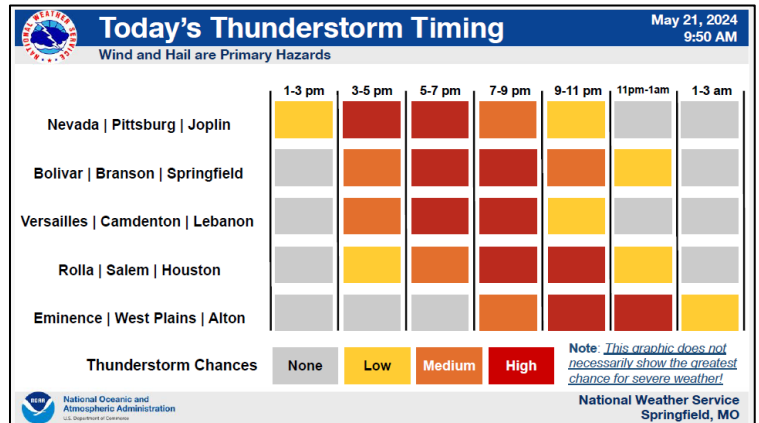 NATIONAL WEATHER SERVICE
Today's Thunderstorm Timing
May 21, 2024
9:50 AM
Wind and Hail are Primary Hazards
1-3 pm 3-5 pm 5-7 pm 7-9 pm 9-11 pm 11pm-1am 1-3 am
Nevada | Pittsburg | Joplin
Bolivar | Branson | Springfield
Versailles | Camdenton | Lebanon
Rolla | Salem | Houston
Eminence | West Plains | Alton
Thunderstorm Chances None Low Medium High
Note: This graphic does not
necessarily show the greatest
chance for severe weather!
NOAA
National Oceanic and
Atmospheric Administration
U.S. Department of Commerce
National Weather Service
Springfield, MO